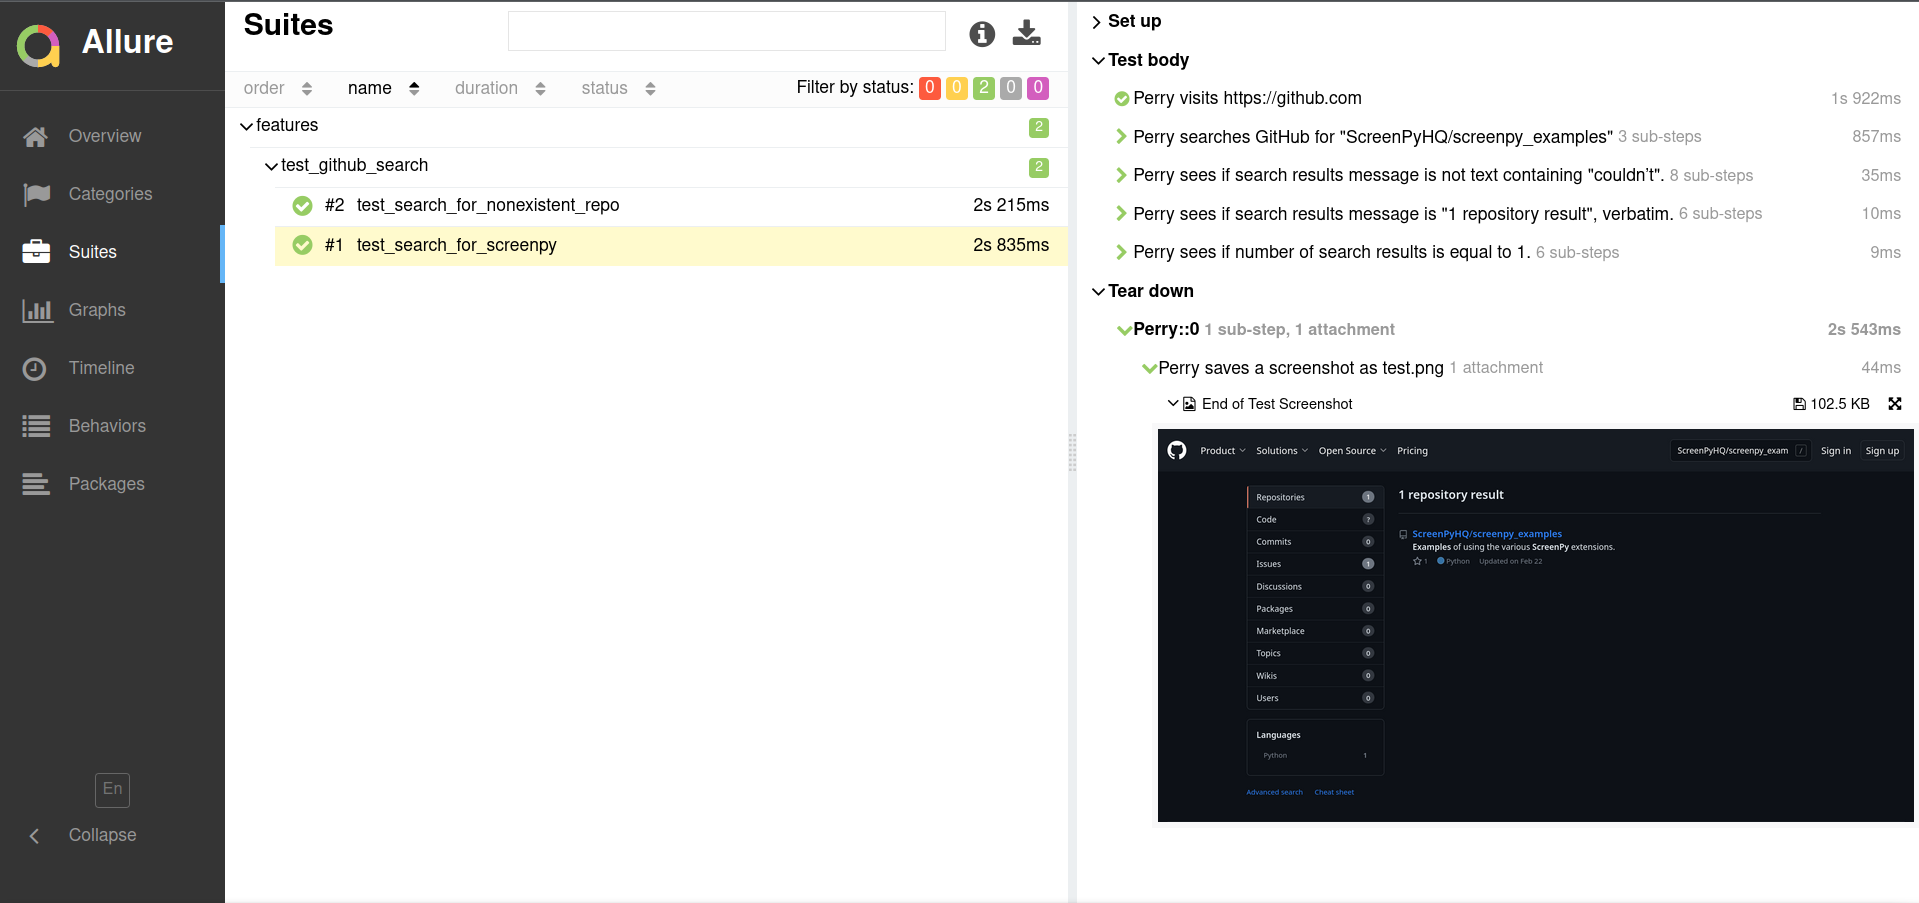 Allure
Overview
Categories
Suites
Graphs
Timeline
Behaviors
Packages
En
Collapse
Suites
order name duration status Filter by status: 0 0 2 0 0
features 2
test_github_search 2
#2 test_search_for_nonexistent_repo 2s 215ms
#1 test_search_for_screenpy 2s 835ms
Set up
Test body
Perry visits https://github.com 1s 922ms
Perry searches GitHub for "ScreenPyHQ/screenpy_examples" 3 sub-steps 857ms
Perry sees if search results message is not text containing "couldn’t". 8 sub-steps 35ms
Perry sees if search results message is "1 repository result", verbatim. 6 sub-steps 10ms
Perry sees if number of search results is equal to 1. 6 sub-steps 9ms
Tear down
Perry::0 1 sub-step, 1 attachment 2s 543ms
Perry saves a screenshot as test.png 1 attachment 44ms
End of Test Screenshot 102.5 KB
Product Solutions Open Source Pricing ScreenPyHQ/screenpy_exam / Sign in Sign up
Repositories 1
Code ?
Commits 0
Issues 1
Discussions 0
Packages 0
Marketplace 0
Topics 0
Wikis 0
Users 0
Languages
Python 1
Advanced search Cheat sheet
1 repository result
ScreenPyHQ/screenpy_examples
Examples of using the various ScreenPy extensions.
1 Python Updated on Feb 22